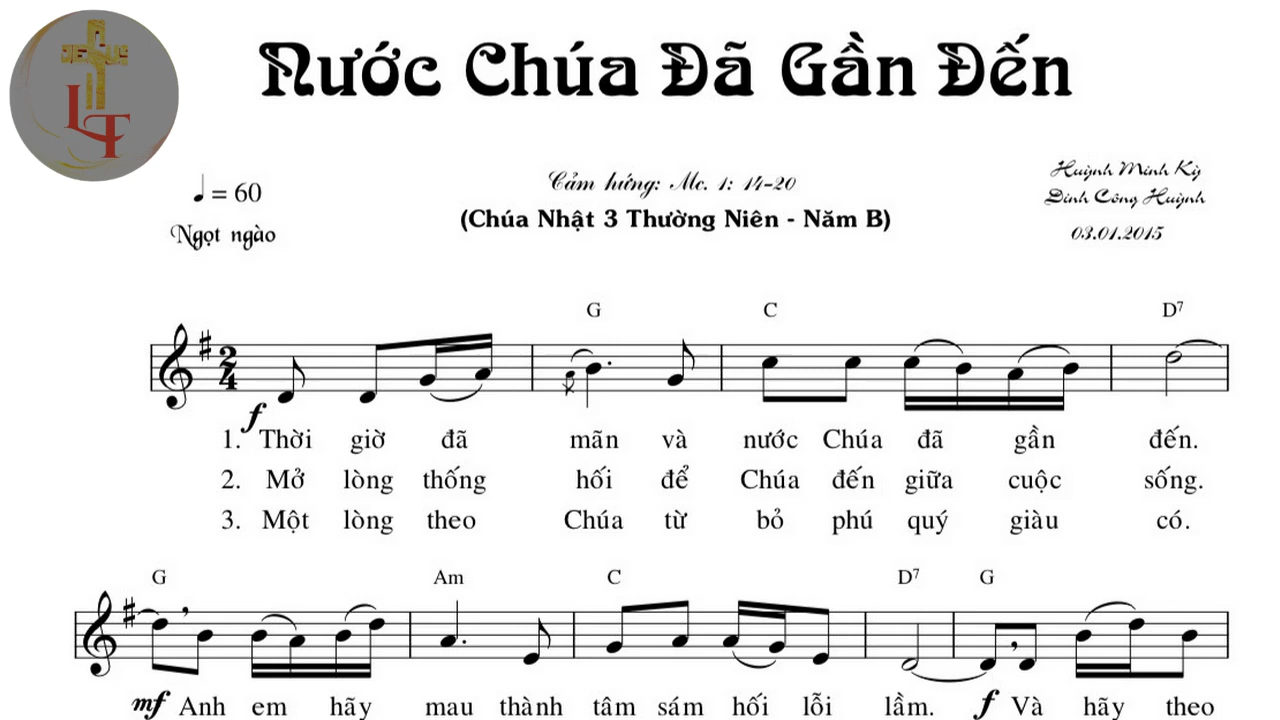 JESUS
LT
Nước Chúa Đã Gần Đến
♩ = 60
Ngọt ngào
Cảm hứng: Mc. 1: 14-20
(Chúa Nhật 3 Thường Niên - Năm B)
Huỳnh Minh Kỳ
Đinh Công Huỳnh
03.01.2015
G C D7
2
4
f
1. Thời giờ đã mãn và nước Chúa đã gần đến.
2. Mở lòng thống hối để Chúa đến giữa cuộc sống.
3. Một lòng theo Chúa từ bỏ phú quý giàu có.
G Am C D7 G
mf Anh em hãy mau thành tâm sám hối lỗi lầm. f Và hãy theo